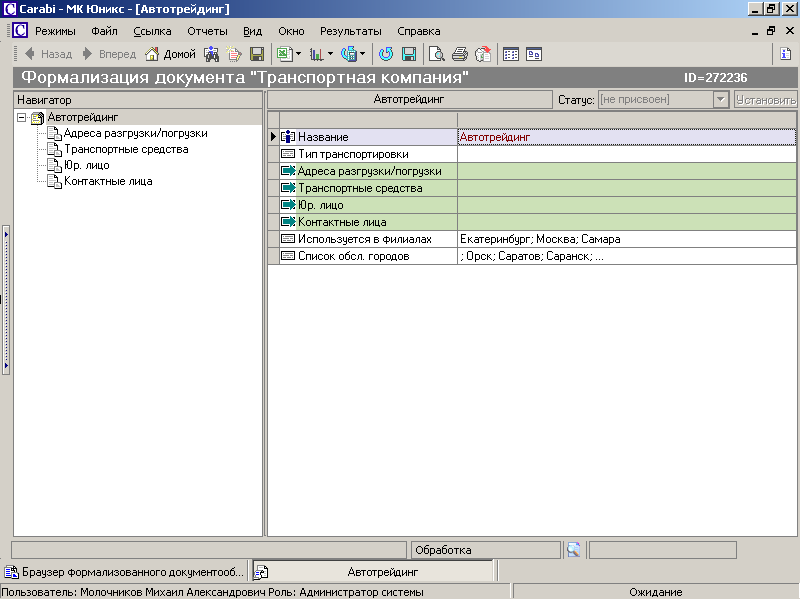 Carabi - МК Юникс - [Автотрейдинг]
Режимы Файл Ссылка Отчеты Вид Окно Результаты Справка
Назад Вперед Домой
Формализация документа "Транспортная компания" ID=272236
Навигатор
Автотрейдинг
Адреса разгрузки/погрузки
Транспортные средства
Юр. лицо
Контактные лица
Автотрейдинг Статус: [не присвоен] Установить
Название Автотрейдинг
Тип транспортировки
Адреса разгрузки/погрузки
Транспортные средства
Юр. лицо
Контактные лица
Используется в филиалах Екатеринбург; Москва; Самара
Список обсл. городов ; Орск; Саратов; Саранск; ...
Обработка
Браузер формализованного документооб... Автотрейдинг
Пользователь: Молочников Михаил Александрович Роль: Администратор системы Ожидание